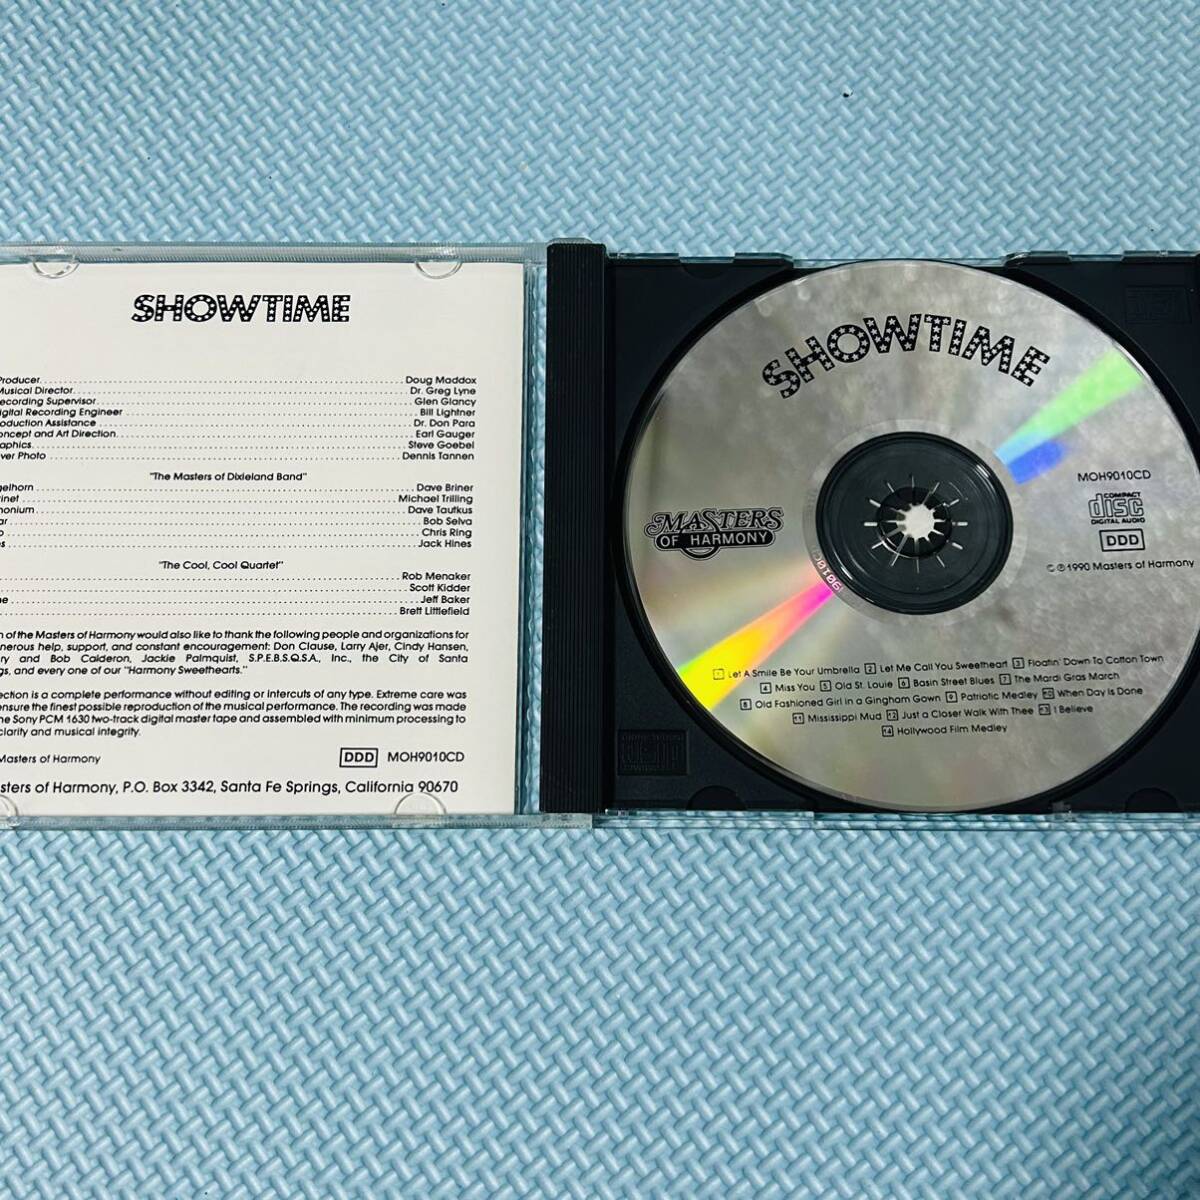 SHOWTIME
Producer Doug Maddox
Musical Director Dr. Greg Lyne
ecording Supervisor Glen Glancy
igital Recording Engineer Bill Lightner
oduction Assistance Dr. Don Para
oncept and Art Direction Earl Gauger
aphics Steve Goebel
ver Photo Dennis Tannen
"The Masters of Dixieland Band"
gelhorn Dave Briner
inet Michael Trilling
monium Dave Tautkus
ar Bob Selva
o Chris Ring
s Jack Hines
"The Cool, Cool Quartet"
Rob Menaker
Scott Kidder
ne Jeff Baker
Brett Littlefield
n of the Masters of Harmony would also like to thank the following people and organizations for
nerous help, support, and constant encouragement: Don Clause, Larry Ajer, Cindy Hansen,
ry and Bob Calderon, Jackie Palmquist, S.P.E.B.S.Q.S.A., Inc., the City of Santa
gs, and every one of our "Harmony Sweethearts."
ection is a complete performance without editing or intercuts of any type. Extreme care was
ensure the finest possible reproduction of the musical performance. The recording was made
he Sony PCM 1630 two-track digital master tape and assembled with minimum processing to
clarity and musical integrity.
Masters of Harmony DDD MOH9010CD
sters of Harmony, P.O. Box 3342, Santa Fe Springs, California 90670
SHOWTIME
MASTERS
OF HARMONY
MOH9010CD
COMPACT
disc
DIGITAL AUDIO
DDD
© ℗ 1990 Masters of Harmony
1 Let A Smile Be Your Umbrella 2 Let Me Call You Sweetheart 3 Floatin' Down To Cotton Town
4 Miss You 5 Old St. Louie 6 Basin Street Blues 7 The Mardi Gras March
8 Old Fashioned Girl in a Gingham Gown 9 Patriotic Medley 10 When Day Is Done
11 Mississippi Mud 12 Just a Closer Walk With Thee 13 I Believe
14 Hollywood Film Medley